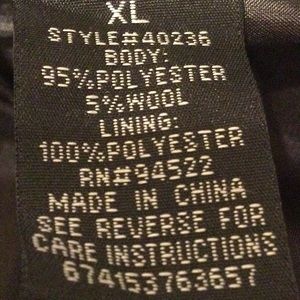 XL
STYLE#40236
BODY:
95%POLYESTER
5%WOOL
LINING:
100%POLYESTER
RN#94522
MADE IN CHINA
SEE REVERSE FOR
CARE INSTRUCTIONS
674153763657